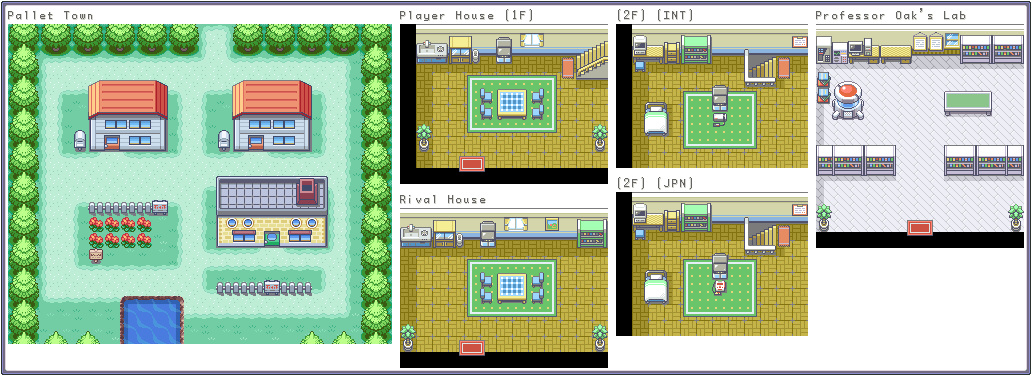 Pallet Town
Player House (1F)
(2F) (INT)
Professor Oak's Lab
(2F) (JPN)
Rival House